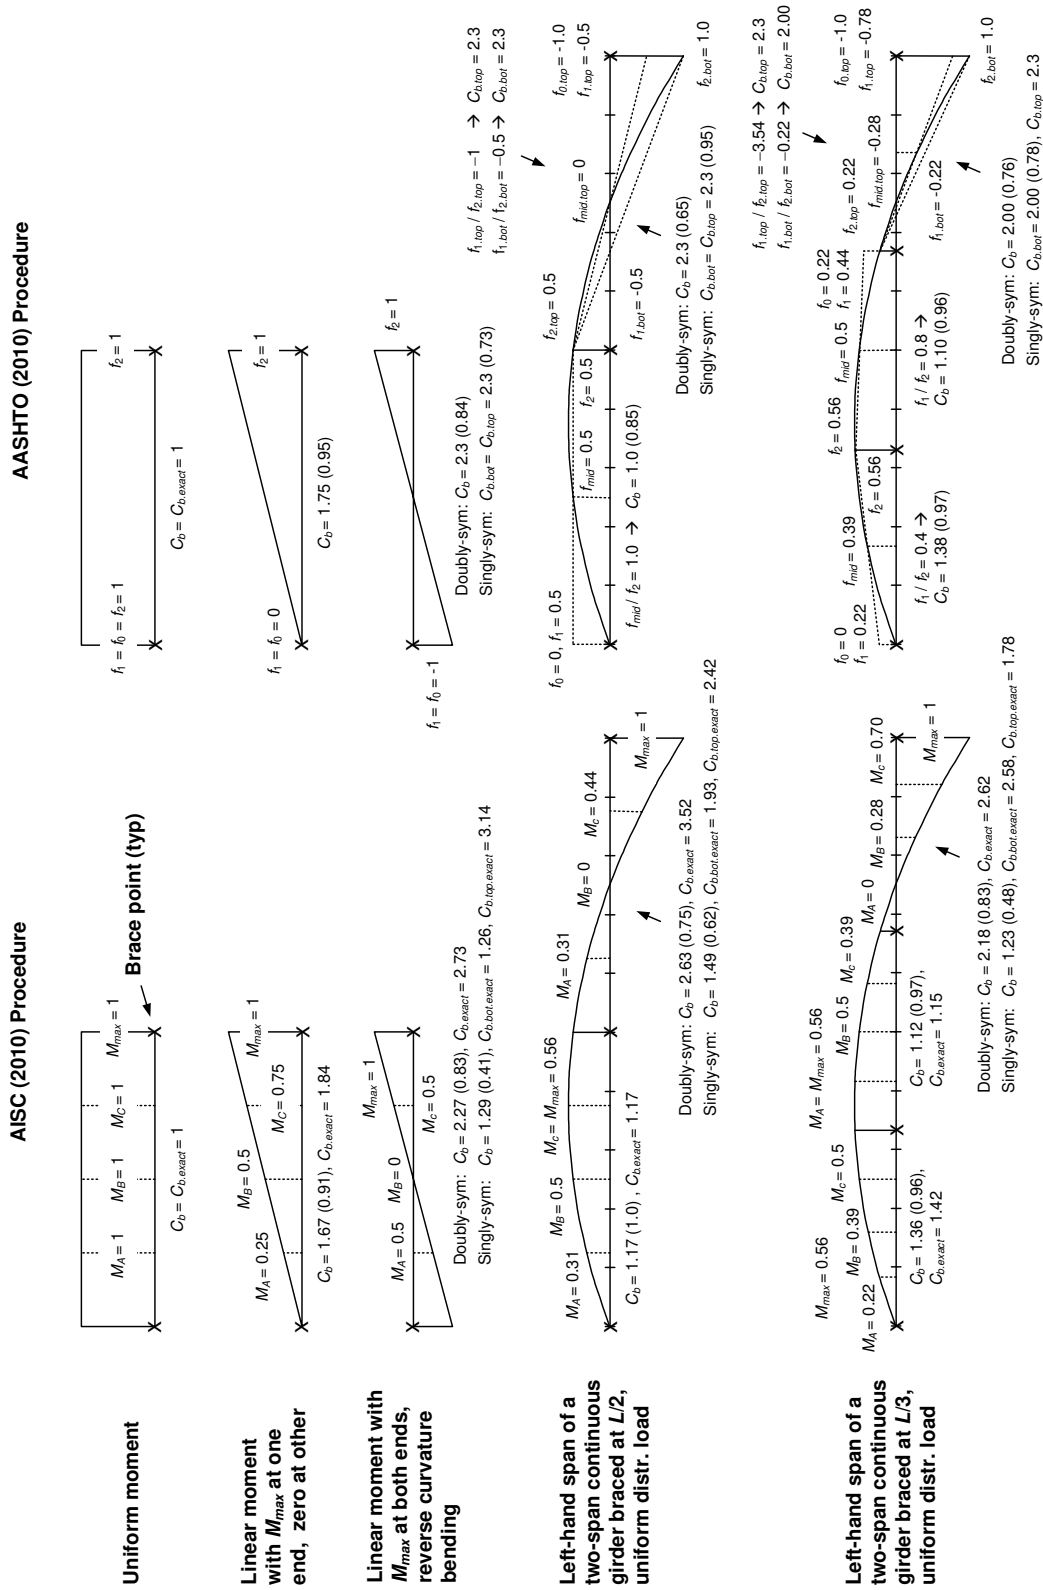 AISC (2010) Procedure
AASHTO (2010) Procedure
Uniform moment
M_A = 1
M_B = 1
M_C = 1
M_max = 1
Brace point (typ)
C_b = C_b.exact = 1
f_1 = f_0 = f_2 = 1
f_2 = 1
C_b = C_b.exact = 1
Linear moment
with M_max at one
end, zero at other
M_A = 0.25
M_B = 0.5
M_C = 0.75
M_max = 1
C_b = 1.67 (0.91), C_b.exact = 1.84
f_1 = f_0 = 0
f_2 = 1
C_b = 1.75 (0.95)
Linear moment with
M_max at both ends,
reverse curvature
bending
M_A = 0.5
M_B = 0
M_c = 0.5
M_max = 1
Doubly-sym: C_b = 2.27 (0.83), C_b.exact = 2.73
Singly-sym: C_b = 1.29 (0.41), C_b.bot.exact = 1.26, C_b.top.exact = 3.14
f_1 = f_0 = -1
f_2 = 1
Doubly-sym: C_b = 2.3 (0.84)
Singly-sym: C_b.bot = C_b.top = 2.3 (0.73)
Left-hand span of a
two-span continuous
girder braced at L/2,
uniform distr. load
M_A = 0.31
M_B = 0.5
M_c = M_max = 0.56
C_b = 1.17 (1.0) , C_b.exact = 1.17
M_A = 0.31
M_B = 0
M_c = 0.44
M_max = 1
Doubly-sym: C_b = 2.63 (0.75), C_b.exact = 3.52
Singly-sym: C_b = 1.49 (0.62), C_b.bot.exact = 1.93, C_b.top.exact = 2.42
f_0 = 0, f_1 = 0.5
f_mid = 0.5
f_2 = 0.5
f_mid / f_2 = 1.0 → C_b = 1.0 (0.85)
f_1.top / f_2.top = −1 → C_b.top = 2.3
f_1.bot / f_2.bot = −0.5 → C_b.bot = 2.3
f_2.top = 0.5
f_mid.top = 0
f_0.top = -1.0
f_1.top = -0.5
f_1.bot = -0.5
f_2.bot = 1.0
Doubly-sym: C_b = 2.3 (0.65)
Singly-sym: C_b.bot = C_b.top = 2.3 (0.95)
Left-hand span of a
two-span continuous
girder braced at L/3,
uniform distr. load
M_max = 0.56
M_A = 0.22
M_B = 0.39
M_c = 0.5
C_b = 1.36 (0.96),
C_b.exact = 1.42
M_A = M_max = 0.56
M_B = 0.5
M_c = 0.39
C_b = 1.12 (0.97),
C_b.exact = 1.15
M_A = 0
M_B = 0.28
M_c = 0.70
M_max = 1
Doubly-sym: C_b = 2.18 (0.83), C_b.exact = 2.62
Singly-sym: C_b = 1.23 (0.48), C_b.bot.exact = 2.58, C_b.top.exact = 1.78
f_0 = 0
f_1 = 0.22
f_mid = 0.39
f_2 = 0.56
f_1 / f_2 = 0.4 →
C_b = 1.38 (0.97)
f_2 = 0.56
f_mid = 0.5
f_0 = 0.22
f_1 = 0.44
f_1 / f_2 = 0.8 →
C_b = 1.10 (0.96)
f_1.top / f_2.top = −3.54 → C_b.top = 2.3
f_1.bot / f_2.bot = −0.22 → C_b.bot = 2.00
f_2.top = 0.22
f_mid.top = -0.28
f_0.top = -1.0
f_1.top = -0.78
f_1.bot = -0.22
f_2.bot = 1.0
Doubly-sym: C_b = 2.00 (0.76)
Singly-sym: C_b.bot = 2.00 (0.78), C_b.top = 2.3